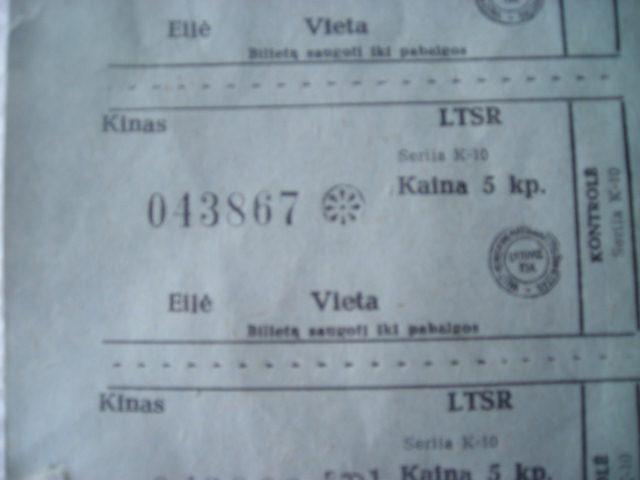 Eilė Vieta
Bilietą saugoti iki pabaigos
Kinas LTSR
Serija K-10
Kaina 5 kp.
043867
KONTROLĖ
Serija K-10
Eilė Vieta
Bilietą saugoti iki pabaigos
Kinas LTSR
Serija K-10
Kaina 5 kp.